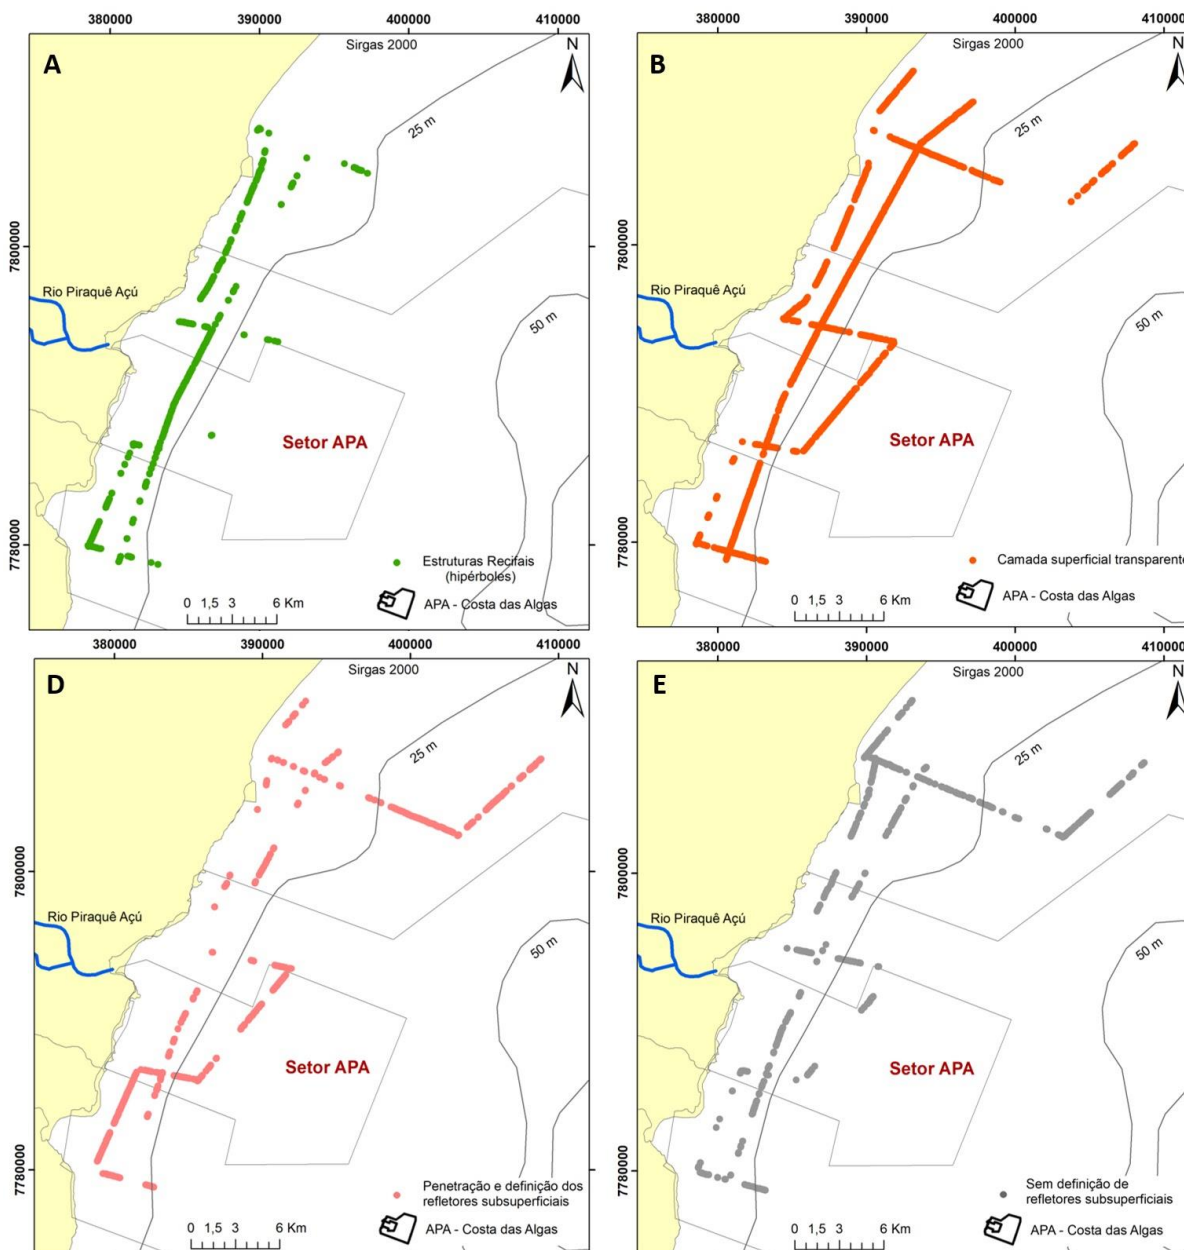 380000 390000 400000 410000
Sirgas 2000
A
N
25 m
7800000
Rio Piraquê Açú
50 m
Setor APA
7780000
Estruturas Recifais
(hipérboles)
0 1,5 3 6 Km
APA - Costa das Algas
380000 390000 400000 410000
Sirgas 2000
B
N
25 m
7800000
Rio Piraquê Açú
50 m
Setor APA
7780000
Camada superficial transparente
0 1,5 3 6 Km
APA - Costa das Algas
380000 390000 400000 410000
Sirgas 2000
D
N
25 m
7800000
Rio Piraquê Açú
50 m
Setor APA
7780000
Penetração e definição dos
refletores subsuperficiais
0 1,5 3 6 Km
APA - Costa das Algas
380000 390000 400000 410000
Sirgas 2000
E
N
25 m
7800000
Rio Piraquê Açú
50 m
Setor APA
7780000
Sem definição de
refletores subsuperficiais
0 1,5 3 6 Km
APA - Costa das Algas